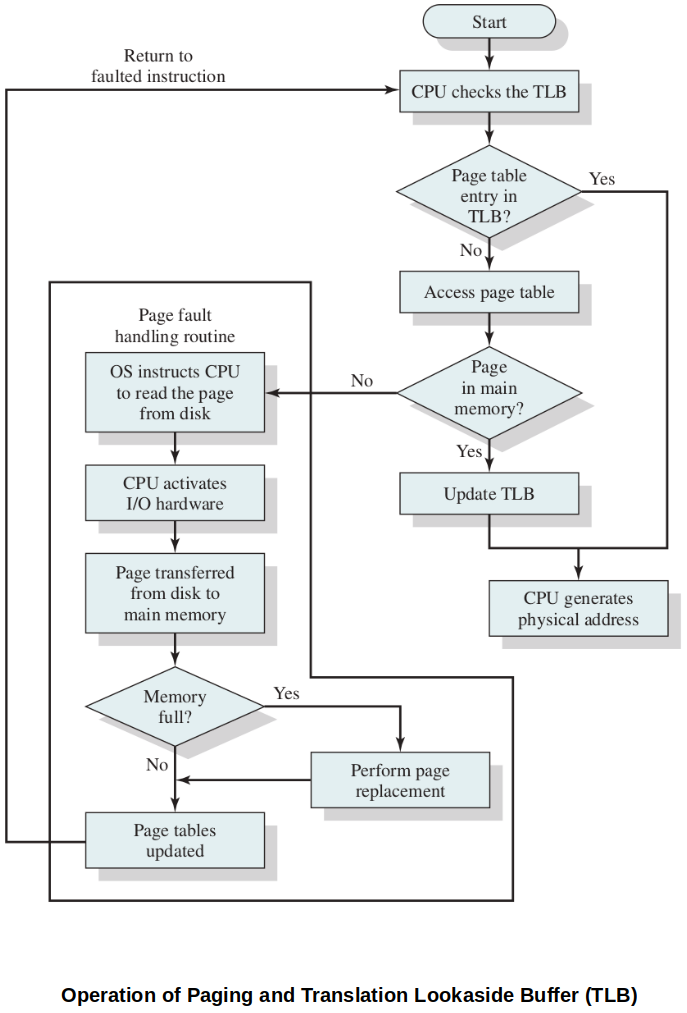 Start
Return to
faulted instruction
CPU checks the TLB
Page table
entry in
TLB?
Yes
No
Access page table
Page fault
handling routine
OS instructs CPU
to read the page
from disk
No
Page
in main
memory?
Yes
CPU activates
I/O hardware
Update TLB
Page transferred
from disk to
main memory
CPU generates
physical address
Memory
full?
Yes
No
Perform page
replacement
Page tables
updated
Operation of Paging and Translation Lookaside Buffer (TLB)